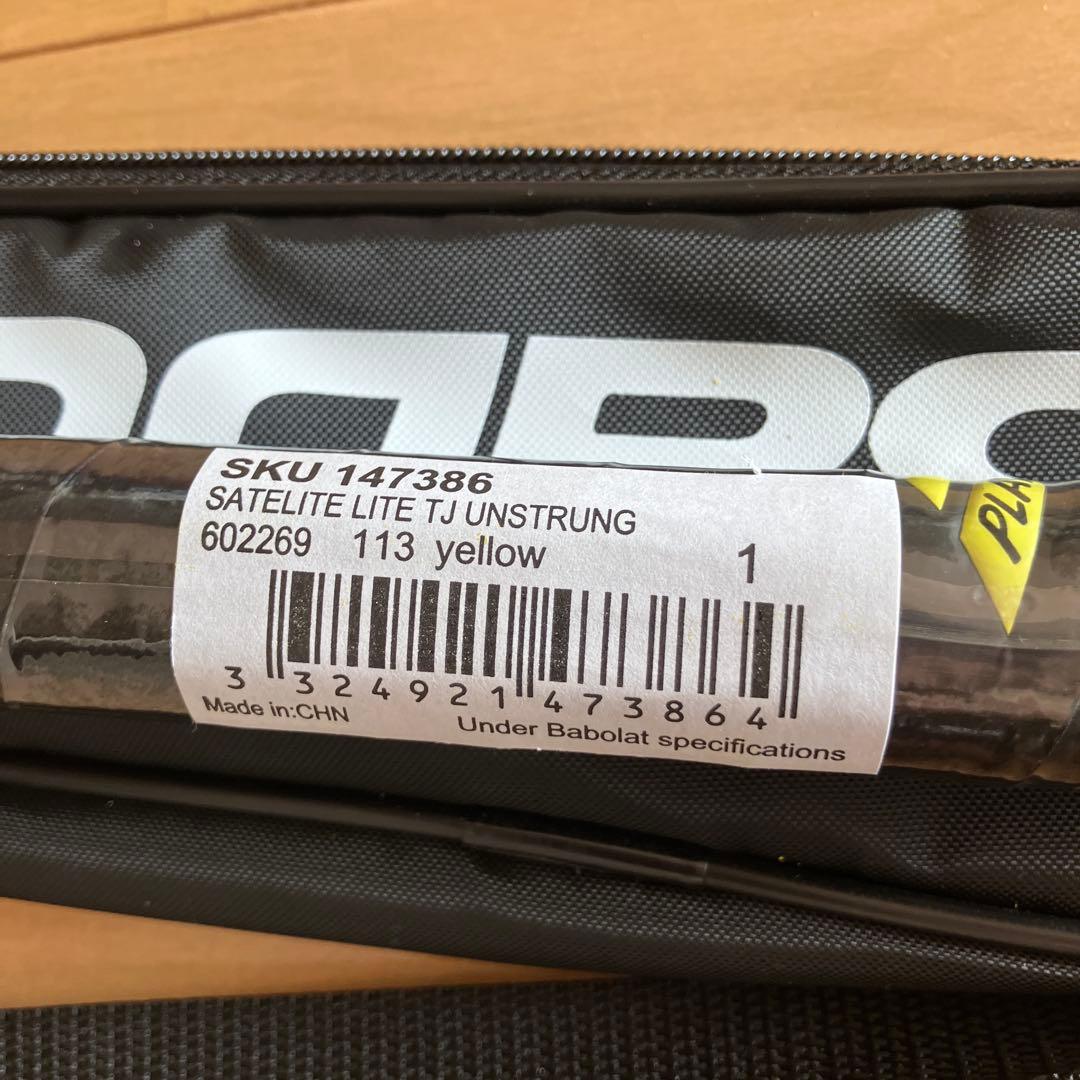 SKU 147386
SATELITE LITE TJ UNSTRUNG
602269 113 yellow 1
3 324921 473864
Made in:CHN
Under Babolat specifications